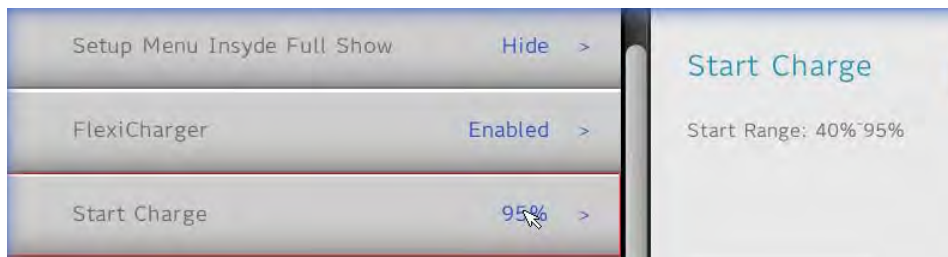 Setup Menu Insyde Full Show Hide >
FlexiCharger Enabled >
Start Charge 95% >
Start Charge
Start Range: 40%~95%